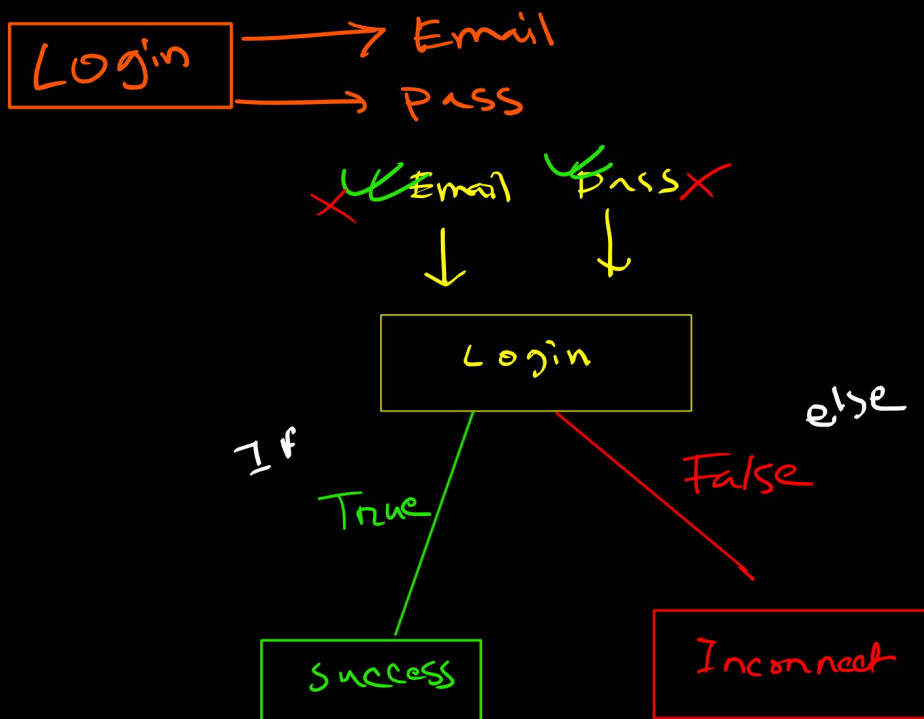 Login
Email
Pass
Email Pass
Login
If
else
True
False
Success
Incorrect